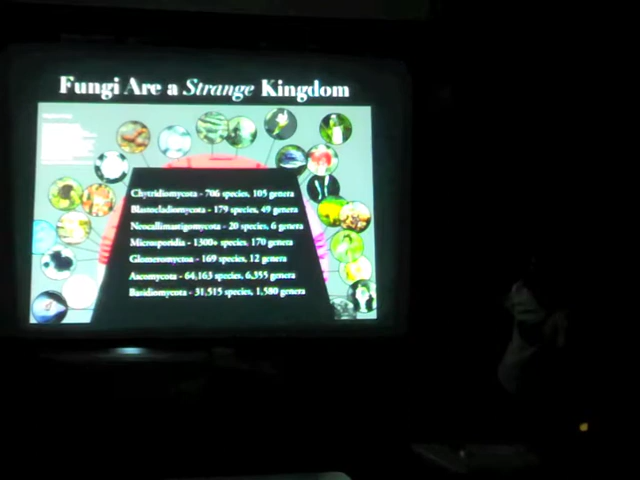 Fungi Are a Strange Kingdom
Chytridiomycota - 706 species, 105 genera
Blastocladiomycota - 179 species, 49 genera
Neocallimastigomycota - 20 species, 6 genera
Microsporidia - 1300+ species, 170 genera
Glomeromycota - 169 species, 12 genera
Ascomycota - 64,163 species, 6,355 genera
Basidiomycota - 31,515 species, 1,580 genera